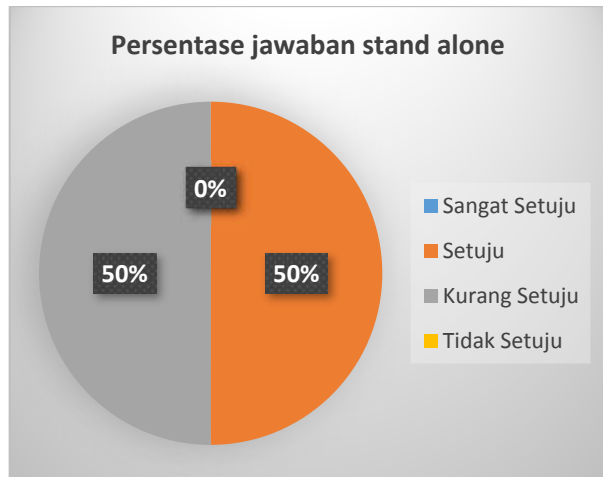 Persentase jawaban stand alone
0%
50%
50%
Sangat Setuju
Setuju
Kurang Setuju
Tidak Setuju